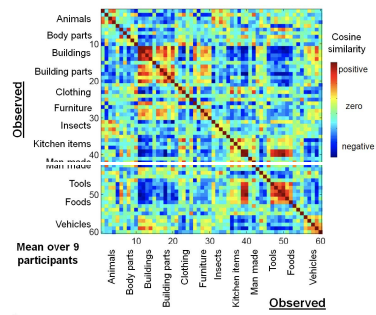 Animals
Body parts
10
Buildings
Building parts
20
Clothing
Furniture
30
Insects
Kitchen items
40
Man made
Man made
Tools
50
Foods
Vehicles
60
Observed
Cosine
similarity
positive
zero
negative
10 20 30 40 50 60
Animals
Body parts
Buildings
Building parts
Clothing
Furniture
Insects
Kitchen items
Man made
Tools
Foods
Vehicles
Mean over 9
participants
Observed